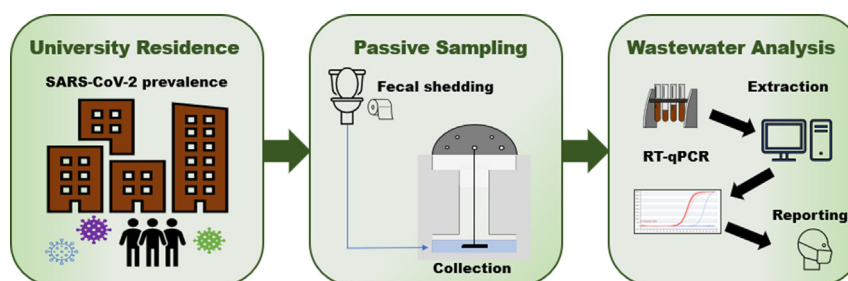 University Residence
SARS-CoV-2 prevalence
Passive Sampling
Fecal shedding
Collection
Wastewater Analysis
Extraction
RT-qPCR
Reporting